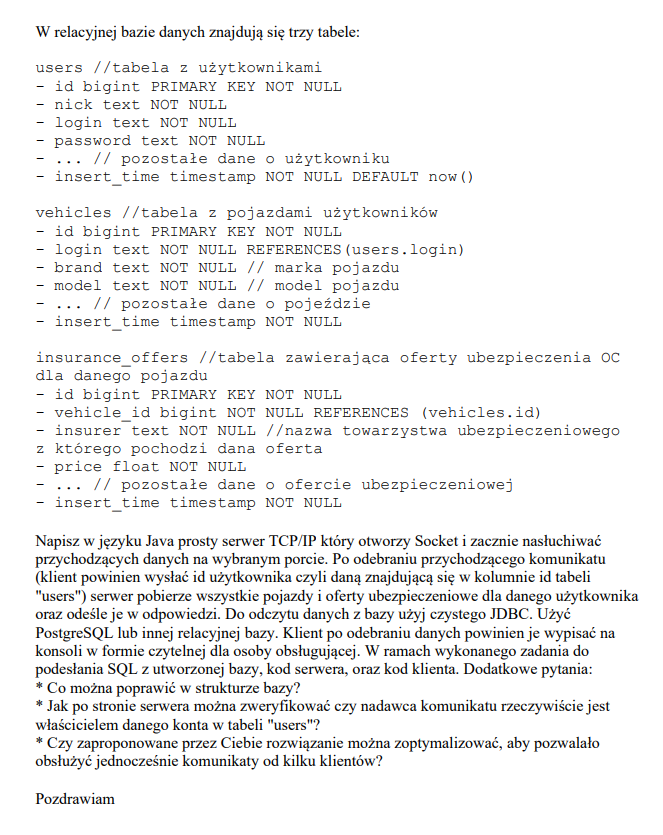 W relacyjnej bazie danych znajdują się trzy tabele:
users //tabela z użytkownikami
- id bigint PRIMARY KEY NOT NULL
- nick text NOT NULL
- login text NOT NULL
- password text NOT NULL
- ... // pozostałe dane o użytkowniku
- insert_time timestamp NOT NULL DEFAULT now()
vehicles //tabela z pojazdami użytkowników
- id bigint PRIMARY KEY NOT NULL
- login text NOT NULL REFERENCES(users.login)
- brand text NOT NULL // marka pojazdu
- model text NOT NULL // model pojazdu
- ... // pozostałe dane o pojeździe
- insert_time timestamp NOT NULL
insurance_offers //tabela zawierająca oferty ubezpieczenia OC
dla danego pojazdu
- id bigint PRIMARY KEY NOT NULL
- vehicle_id bigint NOT NULL REFERENCES (vehicles.id)
- insurer text NOT NULL //nazwa towarzystwa ubezpieczeniowego
z którego pochodzi dana oferta
- price float NOT NULL
- ... // pozostałe dane o ofercie ubezpieczeniowej
- insert_time timestamp NOT NULL
Napisz w języku Java prosty serwer TCP/IP który otworzy Socket i zacznie nasłuchiwać
przychodzących danych na wybranym porcie. Po odebraniu przychodzącego komunikatu
(klient powinien wysłać id użytkownika czyli daną znajdującą się w kolumnie id tabeli
"users") serwer pobierze wszystkie pojazdy i oferty ubezpieczeniowe dla danego użytkownika
oraz odeśle je w odpowiedzi. Do odczytu danych z bazy użyj czystego JDBC. Użyć
PostgreSQL lub innej relacyjnej bazy. Klient po odebraniu danych powinien je wypisać na
konsoli w formie czytelnej dla osoby obsługującej. W ramach wykonanego zadania do
podesłania SQL z utworzonej bazy, kod serwera, oraz kod klienta. Dodatkowe pytania:
* Co można poprawić w strukturze bazy?
* Jak po stronie serwera można zweryfikować czy nadawca komunikatu rzeczywiście jest
właścicielem danego konta w tabeli "users"?
* Czy zaproponowane przez Ciebie rozwiązanie można zoptymalizować, aby pozwalało
obsłużyć jednocześnie komunikaty od kilku klientów?
Pozdrawiam